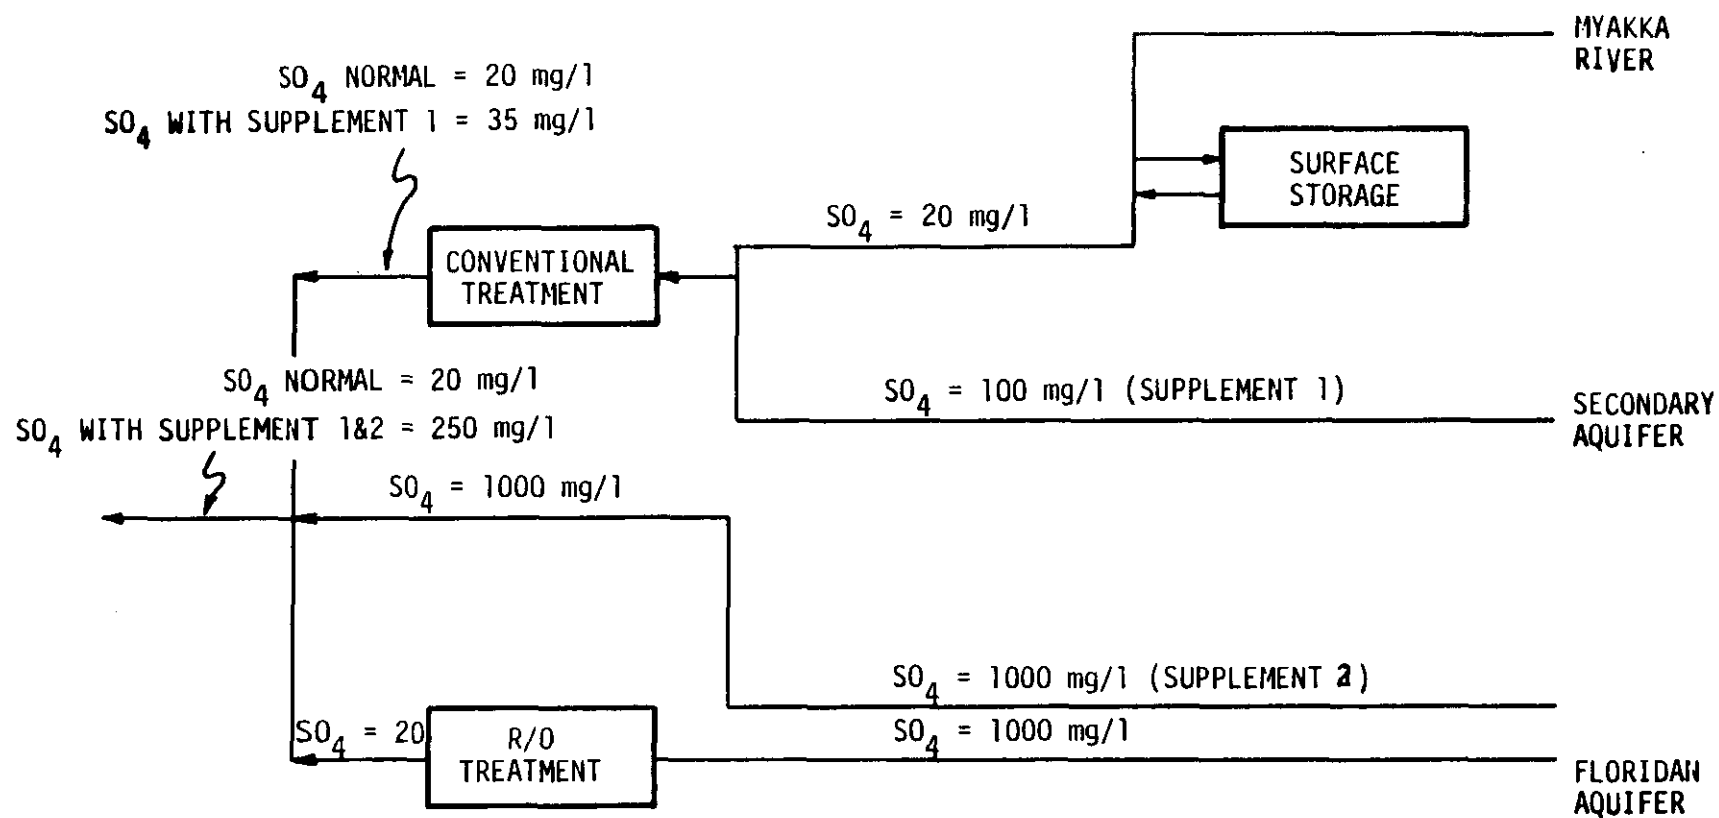 MYAKKA
RIVER
SO4 NORMAL = 20 mg/l
SO4 WITH SUPPLEMENT 1 = 35 mg/l
SURFACE
STORAGE
SO4 = 20 mg/l
CONVENTIONAL
TREATMENT
SO4 NORMAL = 20 mg/l
SO4 WITH SUPPLEMENT 1&2 = 250 mg/l
SO4 = 100 mg/l (SUPPLEMENT 1)
SECONDARY
AQUIFER
SO4 = 1000 mg/l
SO4 = 1000 mg/l (SUPPLEMENT 2)
SO4 = 20
R/O
TREATMENT
SO4 = 1000 mg/l
FLORIDAN
AQUIFER